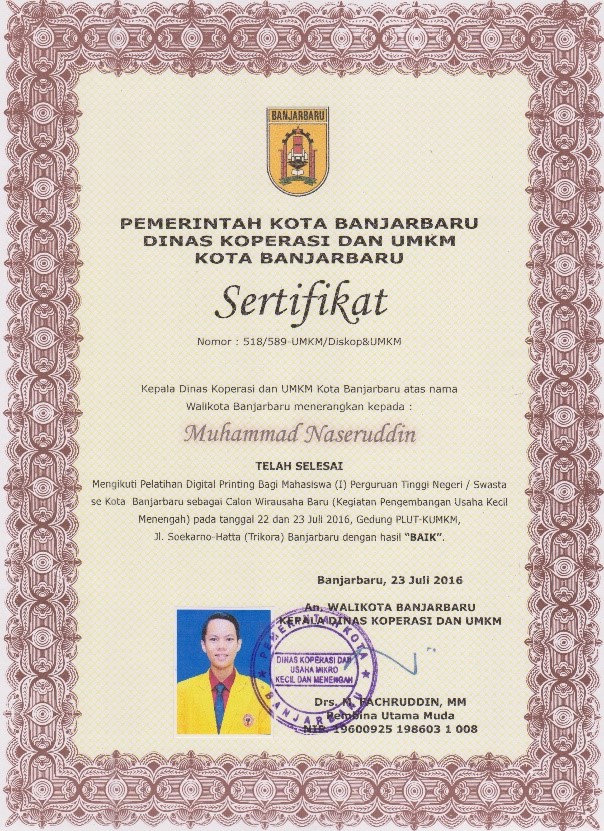 BANJARBARU
PEMERINTAH KOTA BANJARBARU
DINAS KOPERASI DAN UMKM
KOTA BANJARBARU
Sertifikat
Nomor : 518/589-UMKM/Diskop&UMKM
Kepala Dinas Koperasi dan UMKM Kota Banjarbaru atas nama
Walikota Banjarbaru menerangkan kepada :
Muhammad Naseruddin
TELAH SELESAI
Mengikuti Pelatihan Digital Printing Bagi Mahasiswa (I) Perguruan Tinggi Negeri / Swasta
se Kota Banjarbaru sebagai Calon Wirausaha Baru (Kegiatan Pengembangan Usaha Kecil
Menengah) pada tanggal 22 dan 23 Juli 2016, Gedung PLUT-KUMKM,
Jl. Soekarno-Hatta (Trikora) Banjarbaru dengan hasil "BAIK".
Banjarbaru, 23 Juli 2016
An. WALIKOTA BANJARBARU
KEPALA DINAS KOPERASI DAN UMKM
PEMERINTAH KOTA
DINAS KOPERASI DAN
USAHA MIKRO
KECIL DAN MENENGAH
BANJARBARU
Drs. FACHRUDDIN, MM
Pembina Utama Muda
NIP. 19600925 198603 1 008